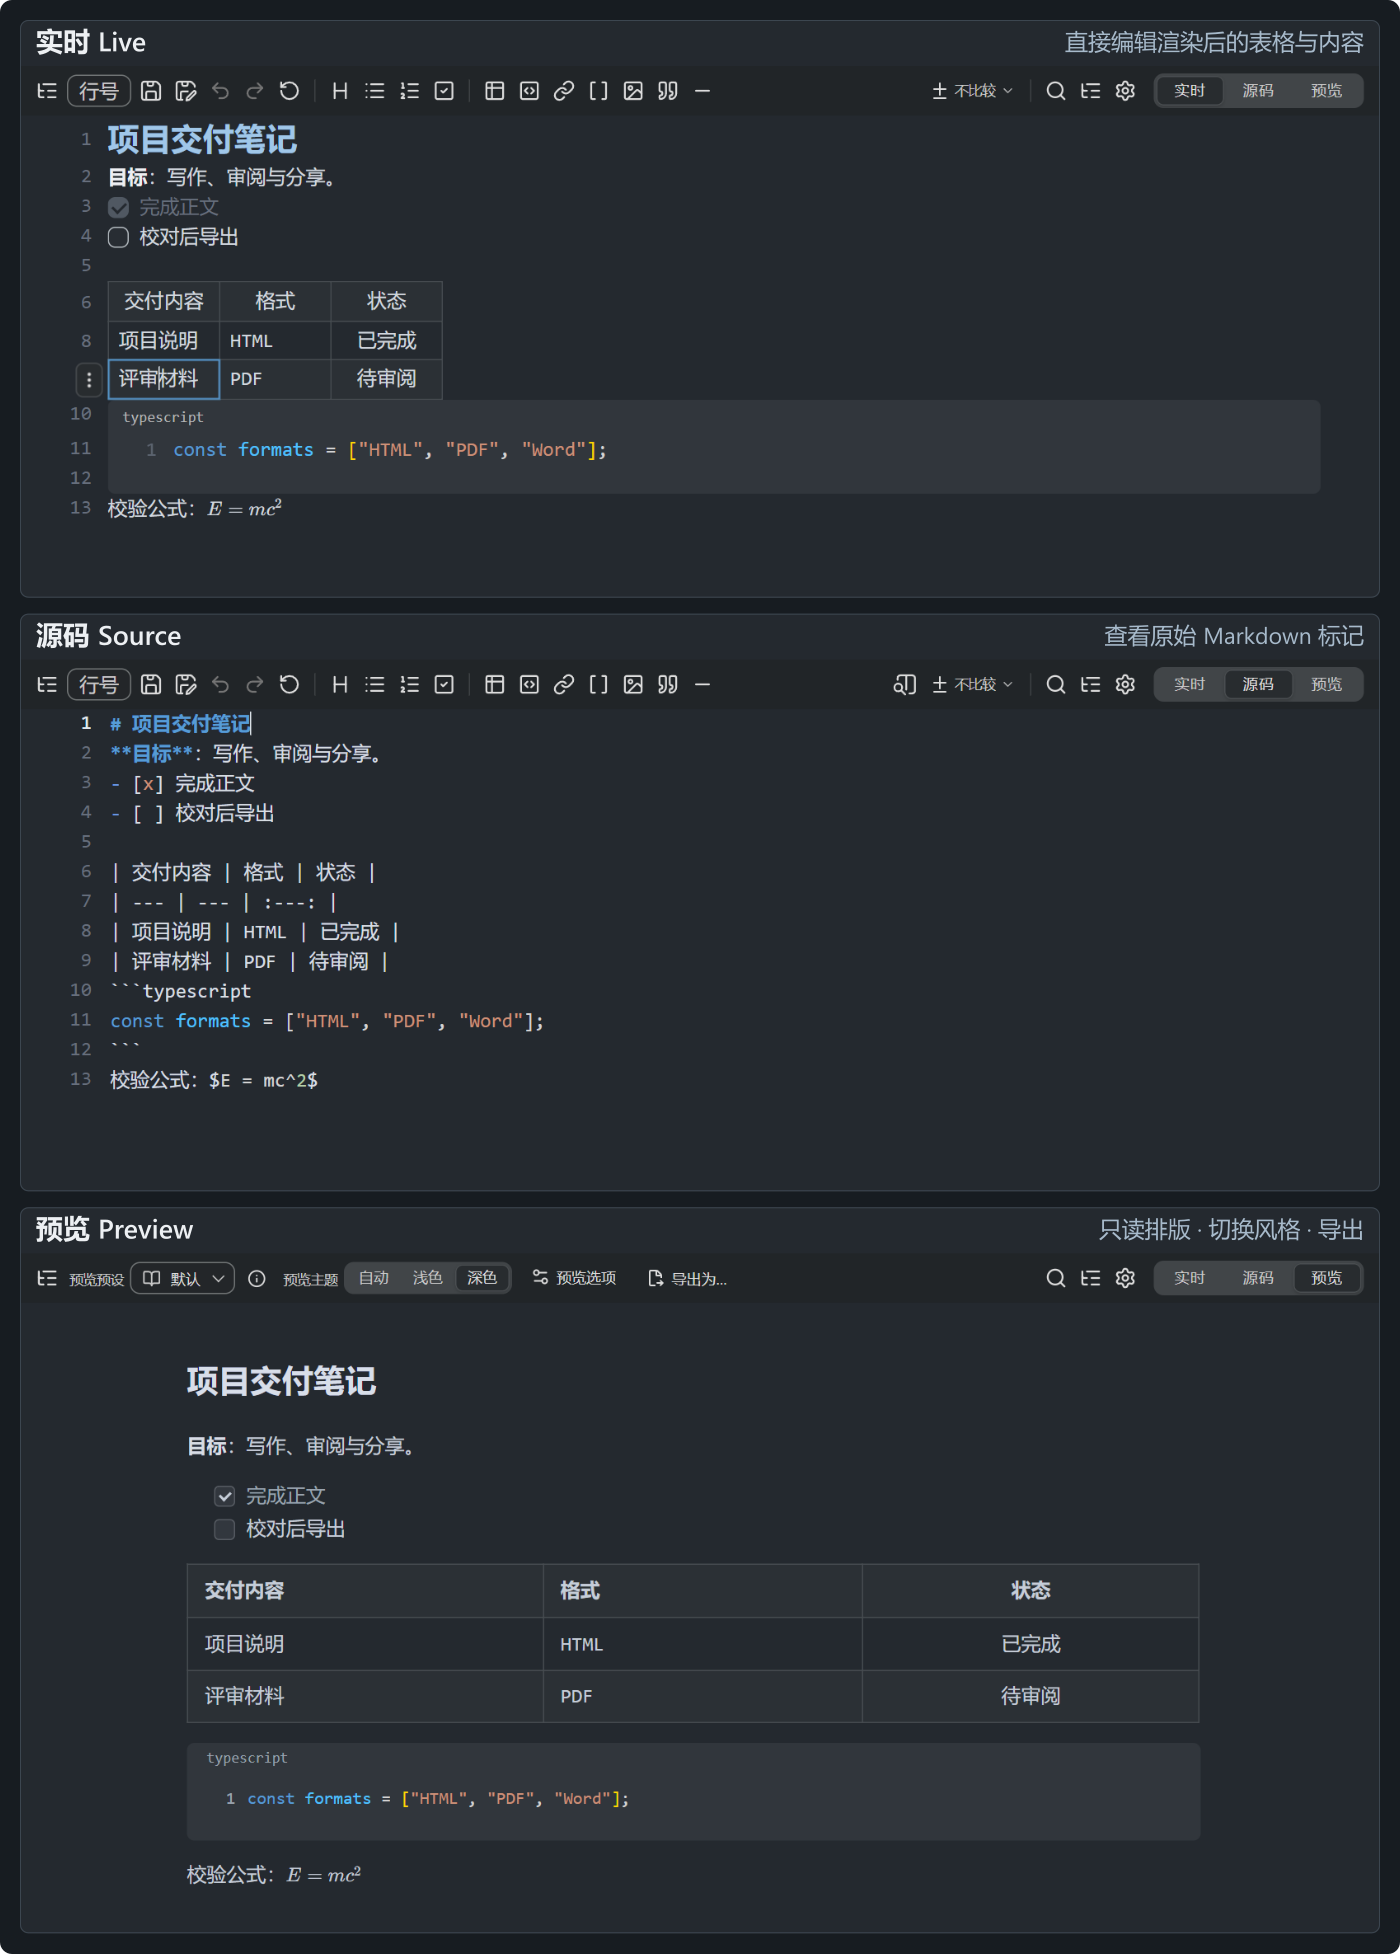 实时 Live
直接编辑渲染后的表格与内容
行号 不比较 实时 源码 预览
1 项目交付笔记
2 目标：写作、审阅与分享。
3 完成正文
4 校对后导出
5
6 交付内容 格式 状态
8 项目说明 HTML 已完成
评审材料 PDF 待审阅
10 typescript
11 1 const formats = ["HTML", "PDF", "Word"];
12
13 校验公式：E = mc²
源码 Source
查看原始 Markdown 标记
行号 不比较 实时 源码 预览
1 # 项目交付笔记
2 **目标**：写作、审阅与分享。
3 - [x] 完成正文
4 - [ ] 校对后导出
5
6 | 交付内容 | 格式 | 状态 |
7 | --- | --- | :---: |
8 | 项目说明 | HTML | 已完成 |
9 | 评审材料 | PDF | 待审阅 |
10 ```typescript
11 const formats = ["HTML", "PDF", "Word"];
12 ```
13 校验公式：$E = mc^2$
预览 Preview
只读排版 · 切换风格 · 导出
预览预设 默认 预览主题 自动 浅色 深色 预览选项 导出为... 实时 源码 预览
项目交付笔记
目标：写作、审阅与分享。
完成正文
校对后导出
交付内容 格式 状态
项目说明 HTML 已完成
评审材料 PDF 待审阅
typescript
1 const formats = ["HTML", "PDF", "Word"];
校验公式：E = mc²